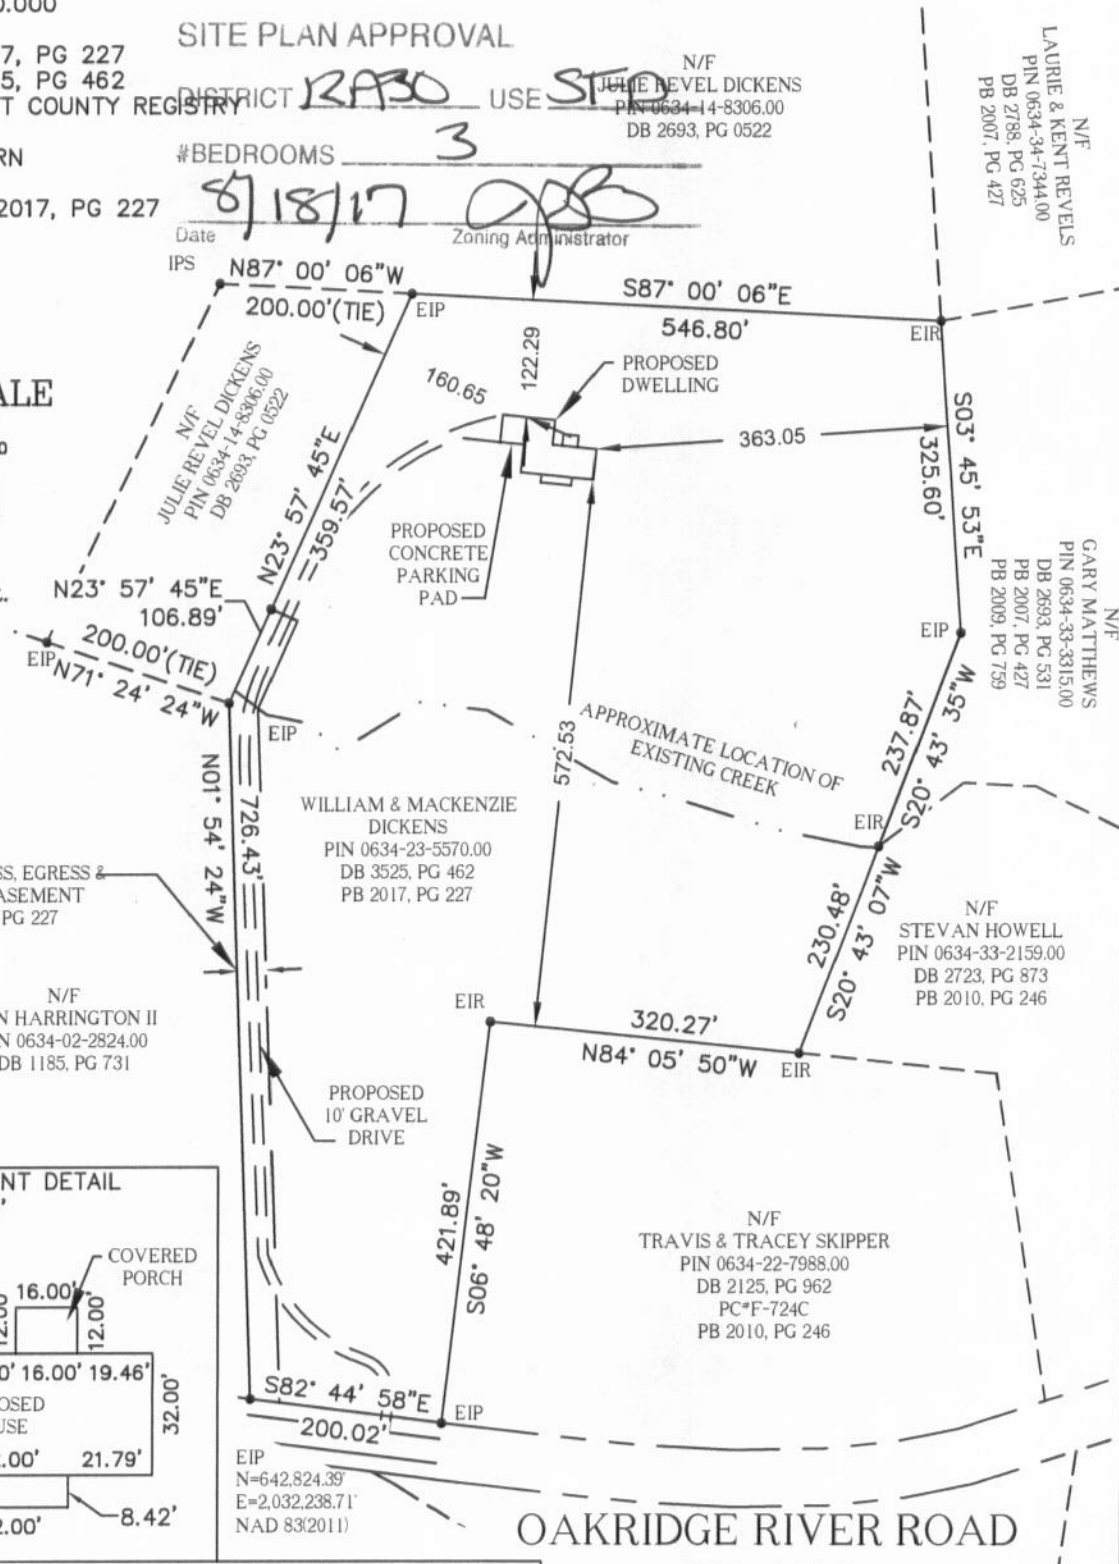 7, PG 227
5, PG 462
T COUNTY REGISTRY
2017, PG 227
SITE PLAN APPROVAL
DISTRICT RA30 USE SFD
#BEDROOMS 3
8/18/17
Date
Zoning Administrator
N/F
JULIE REVEL DICKENS
PIN 0634-14-8306.00
DB 2693, PG 0522
N/F
LAURIE & KENT REVELS
PIN 0634-34-7344.00
DB 2788, PG 625
PB 2007, PG 427
IPS
N87° 00' 06"W
200.00'(TIE)
EIP
S87° 00' 06"E
546.80'
EIR
122.29
160.65
PROPOSED
DWELLING
363.05
S03° 45' 53"E
325.60'
N/F
JULIE REVEL DICKENS
PIN 0634-14-8306.00
DB 2693, PG 0522
N23° 57' 45"E
359.57'
PROPOSED
CONCRETE
PARKING
PAD
N/F
GARY MATTHEWS
PIN 0634-33-3315.00
DB 2693, PG 531
PB 2007, PG 427
PB 2009, PG 759
EIP
N23° 57' 45"E
106.89'
200.00'(TIE)
EIP
N71° 24' 24"W
EIP
572.53
APPROXIMATE LOCATION OF
EXISTING CREEK
237.87'
S20° 43' 35"W
EIR
N01° 54' 24"W
726.43'
WILLIAM & MACKENZIE
DICKENS
PIN 0634-23-5570.00
DB 3525, PG 462
PB 2017, PG 227
SS, EGRESS &
ASEMENT
PG 227
230.48'
S20° 43' 07"W
N/F
STEVAN HOWELL
PIN 0634-33-2159.00
DB 2723, PG 873
PB 2010, PG 246
N/F
N HARRINGTON II
N 0634-02-2824.00
DB 1185, PG 731
EIR
320.27'
N84° 05' 50"W
EIR
PROPOSED
10' GRAVEL
DRIVE
421.89'
S06° 48' 20"W
N/F
TRAVIS & TRACEY SKIPPER
PIN 0634-22-7988.00
DB 2125, PG 962
PC#F-724C
PB 2010, PG 246
NT DETAIL
COVERED
PORCH
16.00'
12.00'
16.00' 19.46'
32.00'
21.79'
8.42'
S82° 44' 58"E
200.02'
EIP
EIP
N=642,824.39'
E=2,032,238.71'
NAD 83(2011)
OAKRIDGE RIVER ROAD